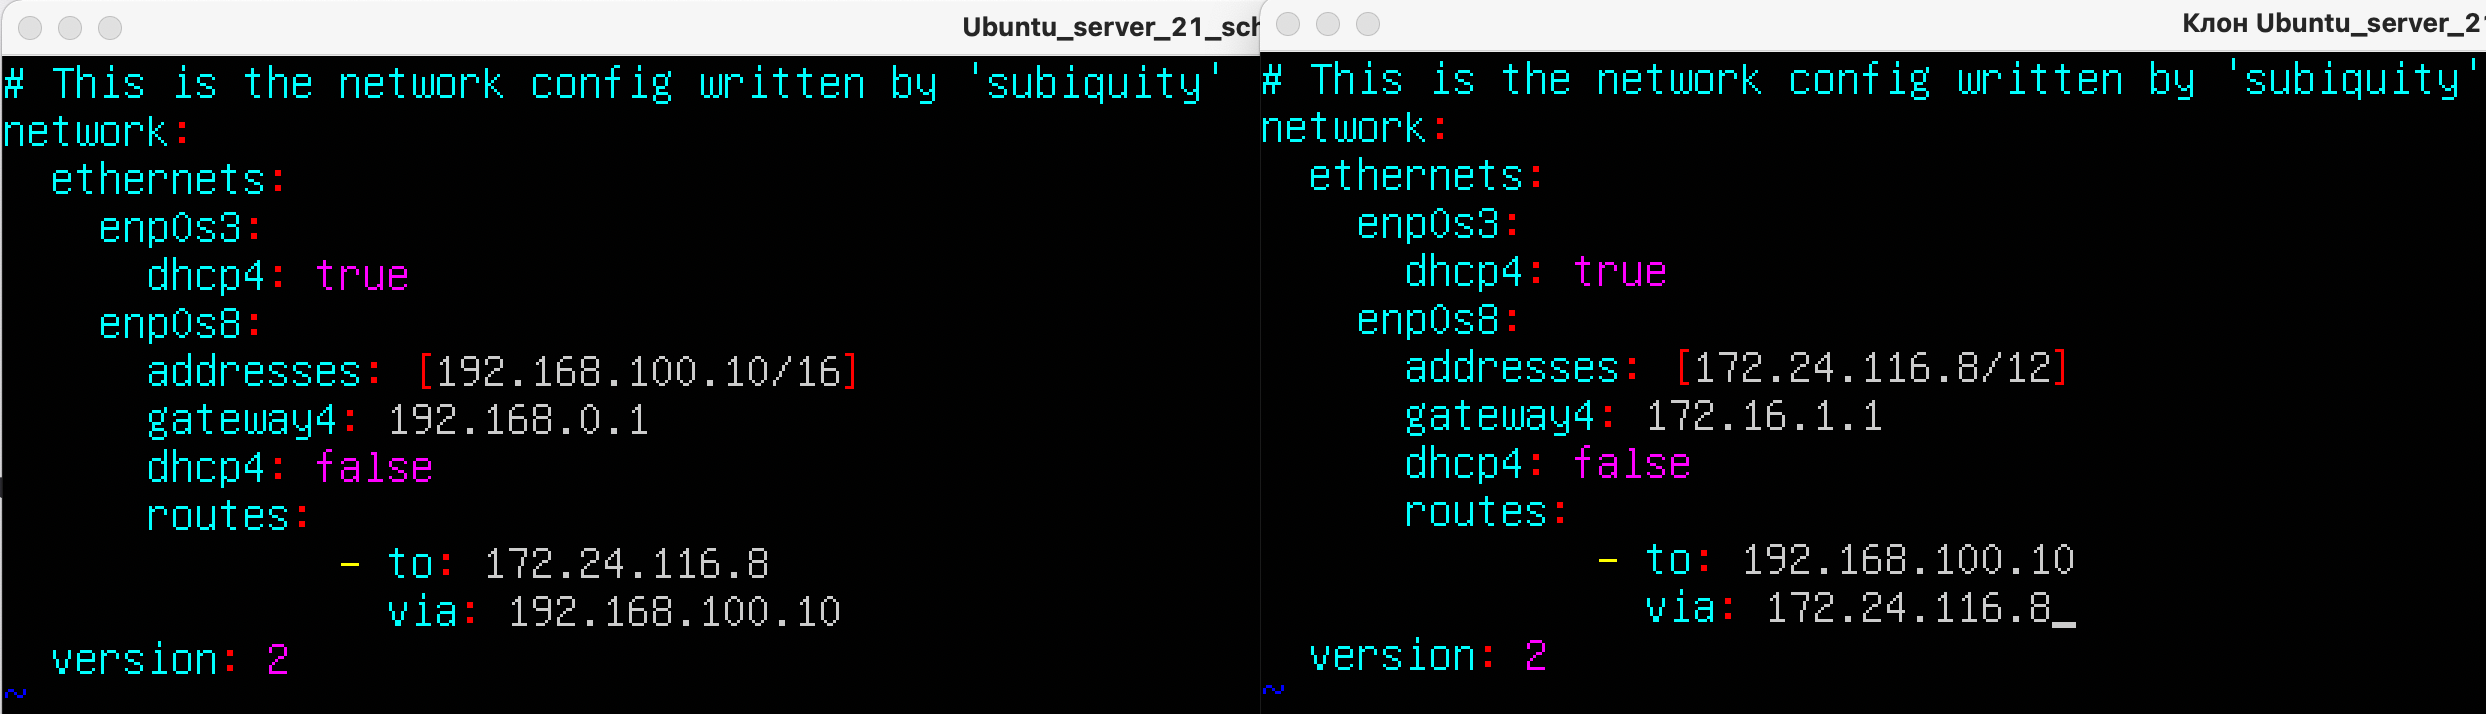 Ubuntu_server_21_sch
# This is the network config written by 'subiquity'
network:
  ethernets:
    enp0s3:
      dhcp4: true
    enp0s8:
      addresses: [192.168.100.10/16]
      gateway4: 192.168.0.1
      dhcp4: false
      routes:
              - to: 172.24.116.8
                via: 192.168.100.10
  version: 2
~
Клон Ubuntu_server_21
# This is the network config written by 'subiquity'
network:
  ethernets:
    enp0s3:
      dhcp4: true
    enp0s8:
      addresses: [172.24.116.8/12]
      gateway4: 172.16.1.1
      dhcp4: false
      routes:
              - to: 192.168.100.10
                via: 172.24.116.8_
  version: 2
~